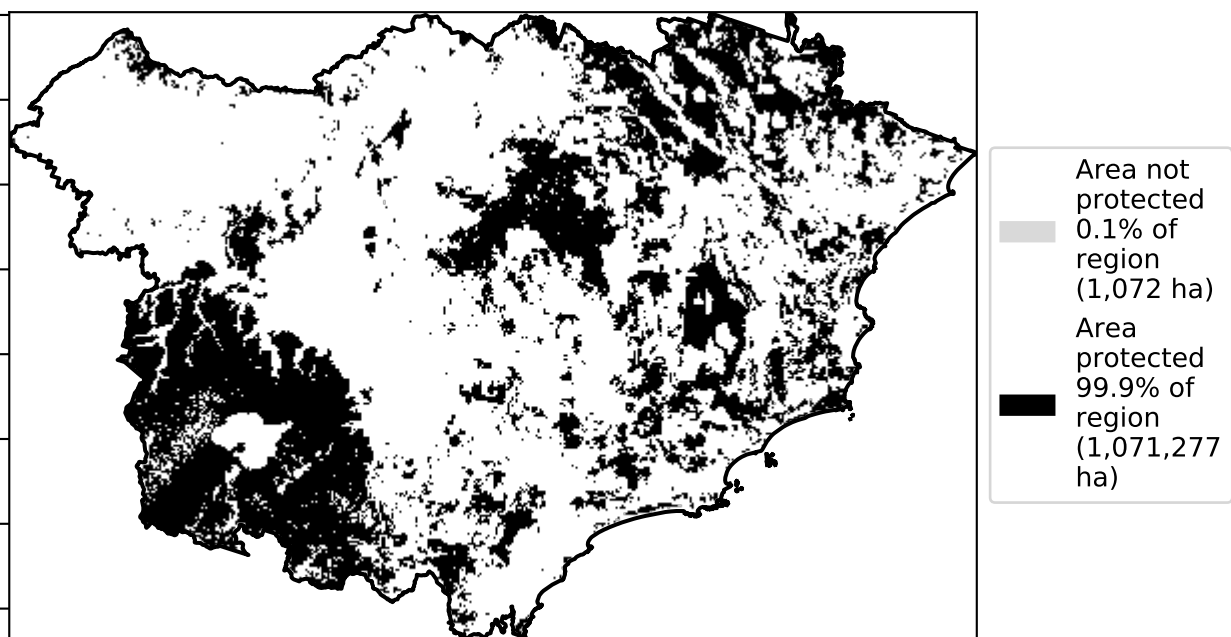 Area not
protected
0.1% of
region
(1,072 ha)
Area
protected
99.9% of
region
(1,071,277
ha)